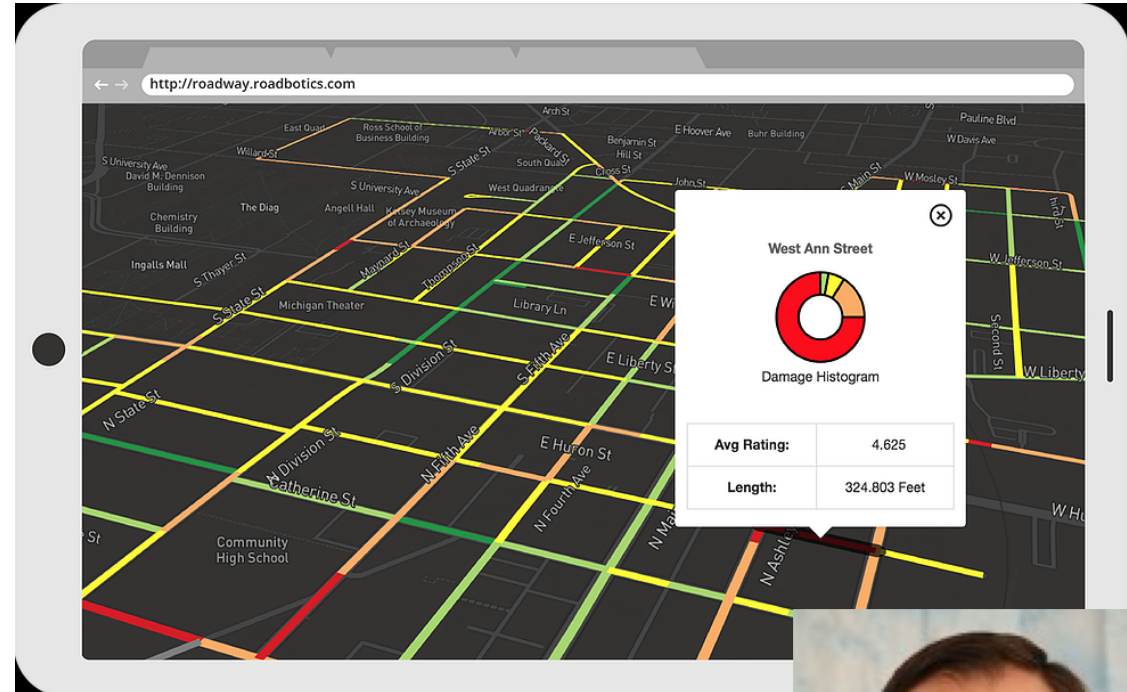 http://roadway.roadbotics.com
Arch St
Pauline Blvd
East Quad
Ross School of
Business Building
Arbor St
Packard St
Benjamin St
Hill St
E Hoover Ave
Buhr Building
W Davis Ave
Willard St
S University Ave
David M. Dennison
Building
S State St
South Quad
Cross St
John St
S Main St
W Mosley St
S University Ave
West Quadrangle
The Diag
Angell Hall
Kelsey Museum
of Archaeology
Chemistry
Building
E Jefferson St
West Ann Street
W Jefferson St
Ingalls Mall
S Thayer St
Maynard St
Thompson St
S State St
Michigan Theater
Library Ln
Second St
S Division St
S Fifth Ave
E Liberty St
Damage Histogram
W Liberty
N State St
N Division St
N Fifth Ave
E Huron St
Avg Rating: 4.625
Catherine St
Length: 324.803 Feet
N Fourth Ave
Community
High School
N Ashley